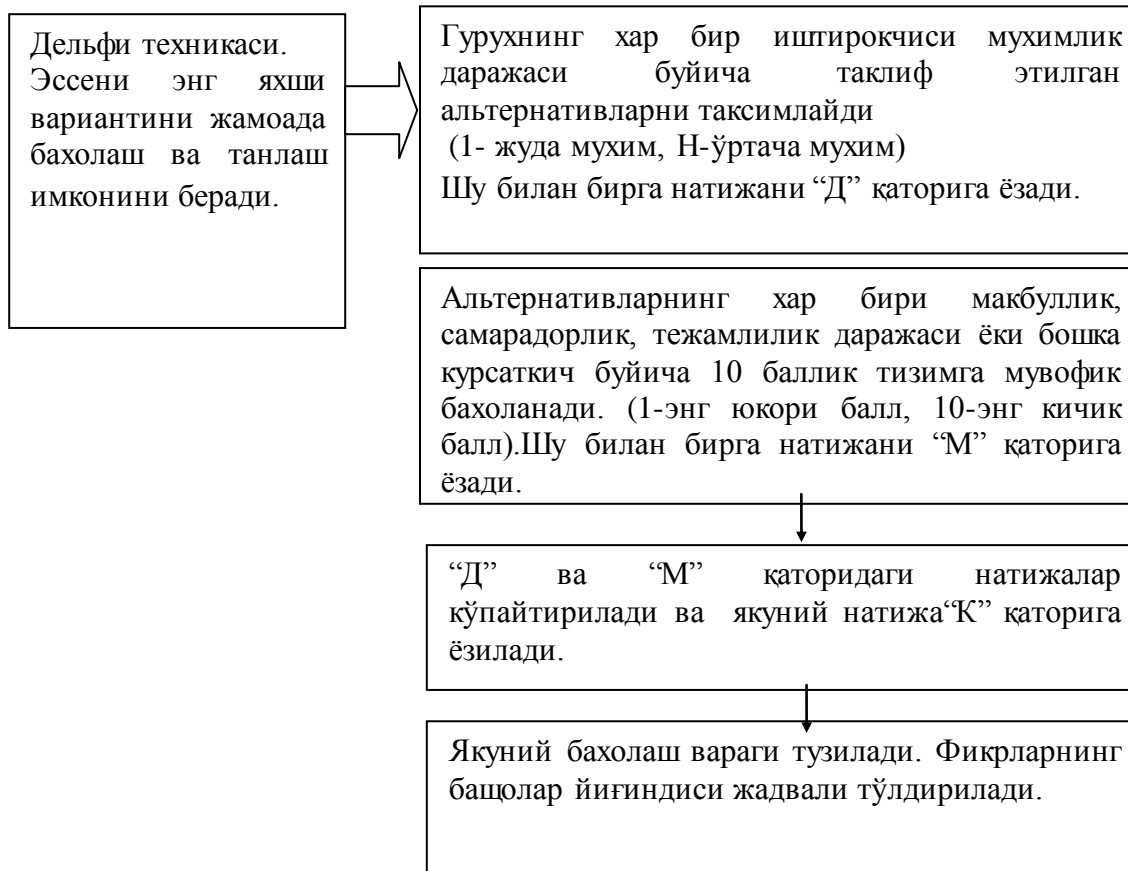 Дельфи техникаси.
Эссени энг яхши
вариантини жамоада
бахолаш ва танлаш
имконини беради.
Гурухнинг хар бир иштирокчиси мухимлик
даражаси буйича таклиф этилган
альтернативларни таксимлайди
(1- жуда мухим, Н-ўртача мухим)
Шу билан бирга натижани “Д” қаторига ёзади.
Альтернативларнинг хар бири макбуллик,
самарадорлик, тежамлилик даражаси ёки бошка
курсаткич буйича 10 баллик тизимга мувофик
бахоланади. (1-энг юкори балл, 10-энг кичик
балл).Шу билан бирга натижани “М” қаторига
ёзади.
“Д” ва “М” қаторидаги натижалар
кўпайтирилади ва якуний натижа“К” қаторига
ёзилади.
Якуний бахолаш вараги тузилади. Фикрларнинг
бащолар йиғиндиси жадвали тўлдирилади.